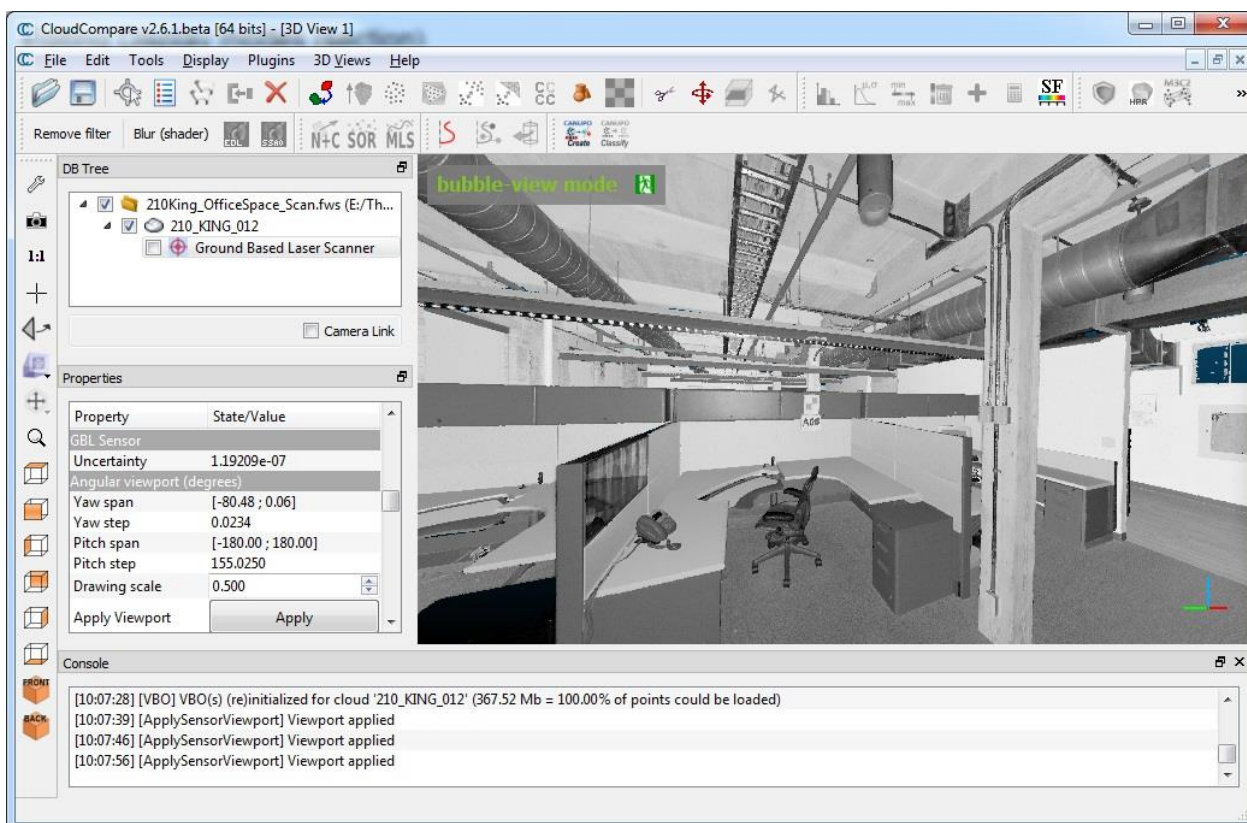 CloudCompare v2.6.1.beta [64 bits] - [3D View 1]
File Edit Tools Display Plugins 3D Views Help
CC
μ,σ
min
max
SF
HPR
M3C2
»
Remove filter Blur (shader) EDL SSAO N+C SOR MLS CANUPO Create CANUPO Classify
DB Tree
210King_OfficeSpace_Scan.fws (E:/Th...
210_KING_012
Ground Based Laser Scanner
Camera Link
1:1
FRONT
BACK
Properties
Property State/Value
GBL Sensor
Uncertainty 1.19209e-07
Angular viewport (degrees)
Yaw span [-80.48 ; 0.06]
Yaw step 0.0234
Pitch span [-180.00 ; 180.00]
Pitch step 155.0250
Drawing scale 0.500
Apply Viewport Apply
bubble-view mode
Console
[10:07:28] [VBO] VBO(s) (re)initialized for cloud '210_KING_012' (367.52 Mb = 100.00% of points could be loaded)
[10:07:39] [ApplySensorViewport] Viewport applied
[10:07:46] [ApplySensorViewport] Viewport applied
[10:07:56] [ApplySensorViewport] Viewport applied